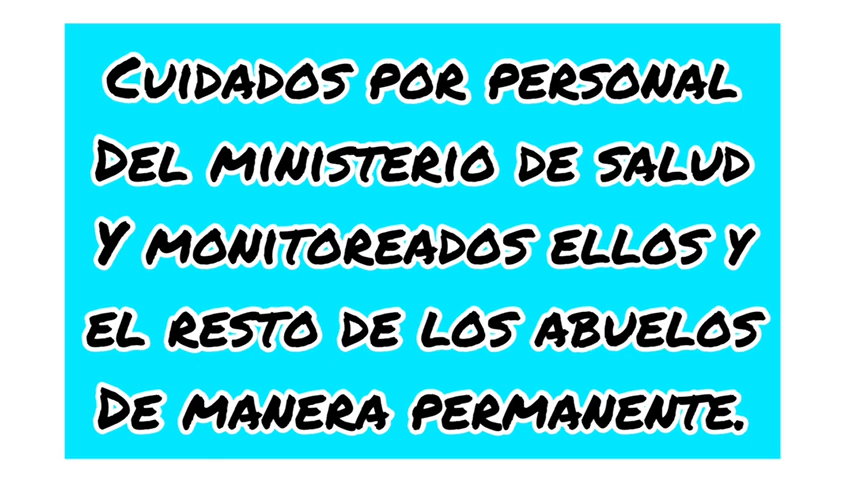 Cuidados por personal
Del ministerio de salud
Y monitoreados ellos y
el resto de los abuelos
De manera permanente.